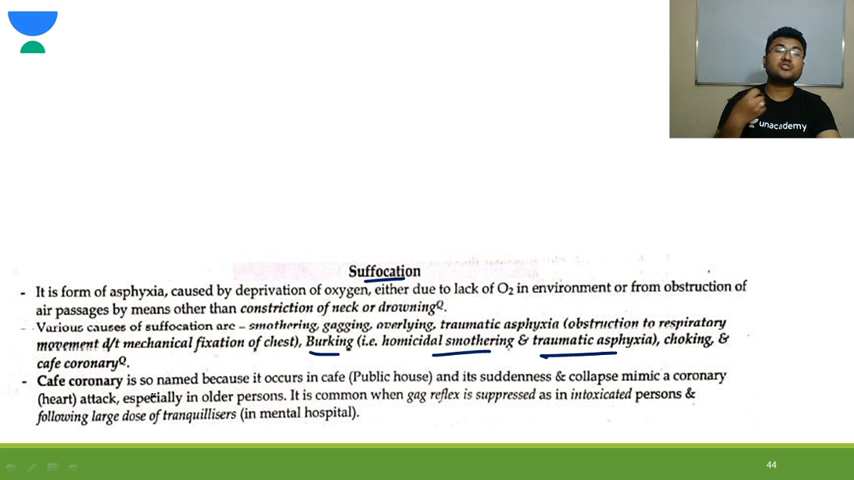 unacademy
Suffocation
- It is form of asphyxia, caused by deprivation of oxygen, either due to lack of O₂ in environment or from obstruction of
air passages by means other than constriction of neck or drowningQ.
- Various causes of suffocation are – smothering, gagging, overlying, traumatic asphyxia (obstruction to respiratory
movement d/t mechanical fixation of chest), Burking (i.e. homicidal smothering & traumatic asphyxia), choking, &
cafe coronaryQ.
- Cafe coronary is so named because it occurs in cafe (Public house) and its suddenness & collapse mimic a coronary
(heart) attack, especially in older persons. It is common when gag reflex is suppressed as in intoxicated persons &
following large dose of tranquillisers (in mental hospital).
44